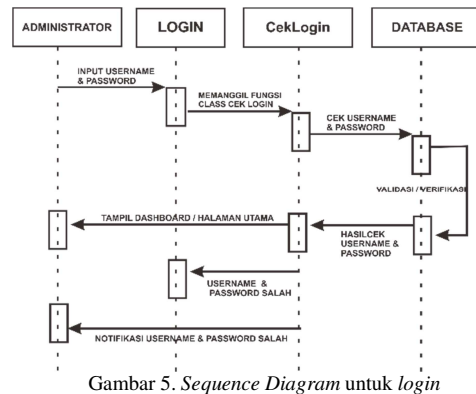 ADMINISTRATOR
LOGIN
CekLogin
DATABASE
INPUT USERNAME
& PASSWORD
MEMANGGIL FUNGSI
CLASS CEK LOGIN
CEK USERNAME
& PASSWORD
VALIDASI / VERIFIKASI
TAMPIL DASHBOARD / HALAMAN UTAMA
HASILCEK
USERNAME &
PASSWORD
USERNAME &
PASSWORD SALAH
NOTIFIKASI USERNAME & PASSWORD SALAH
Gambar 5. Sequence Diagram untuk login